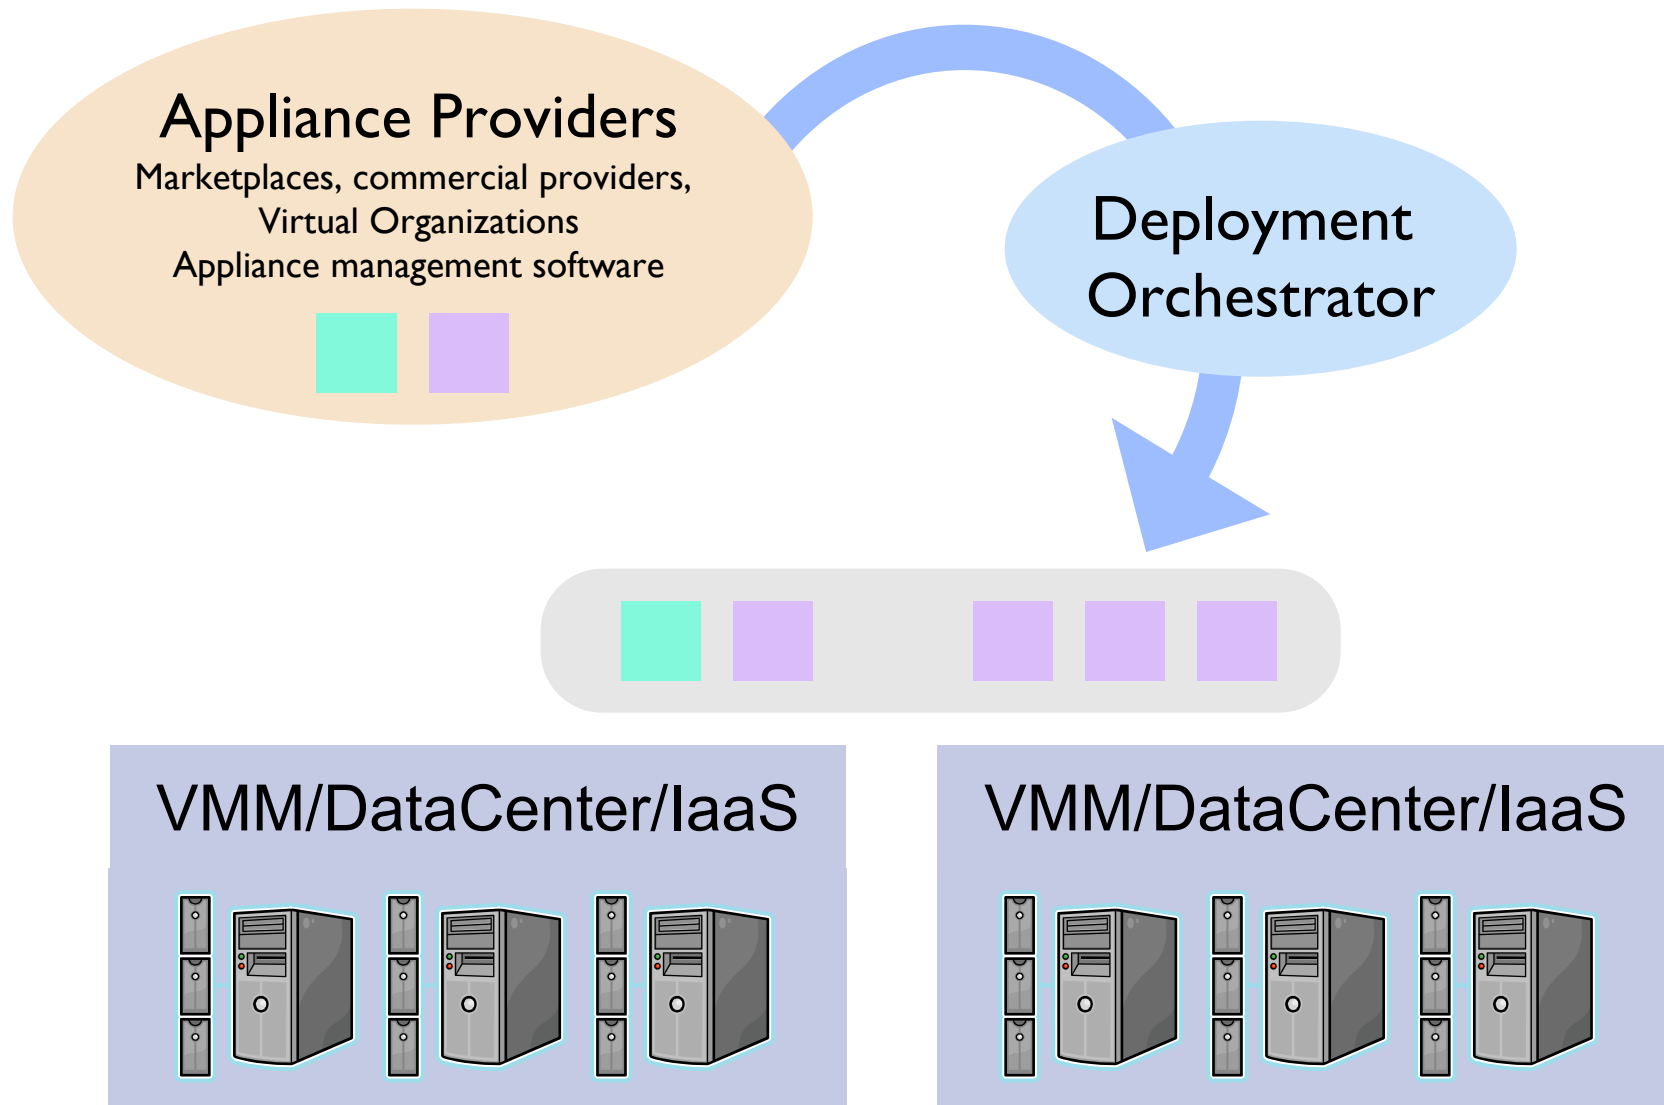 Appliance Providers
Marketplaces, commercial providers,
Virtual Organizations
Appliance management software
Deployment
Orchestrator
VMM/DataCenter/IaaS
VMM/DataCenter/IaaS